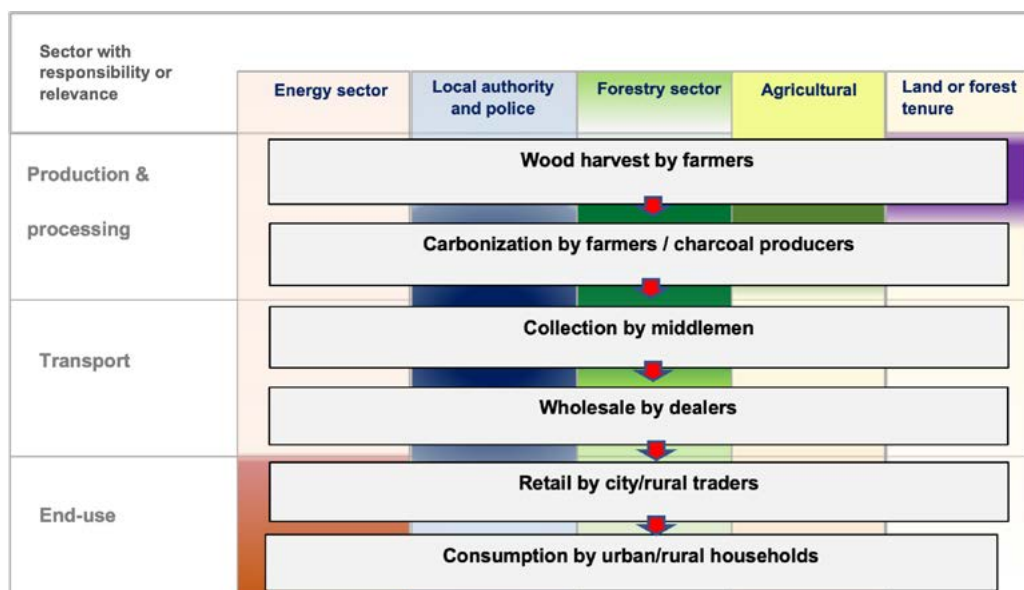 Sector with
responsibility or
relevance
Energy sector
Local authority
and police
Forestry sector
Agricultural
Land or forest
tenure
Production &
processing
Wood harvest by farmers
Carbonization by farmers / charcoal producers
Transport
Collection by middlemen
Wholesale by dealers
End-use
Retail by city/rural traders
Consumption by urban/rural households